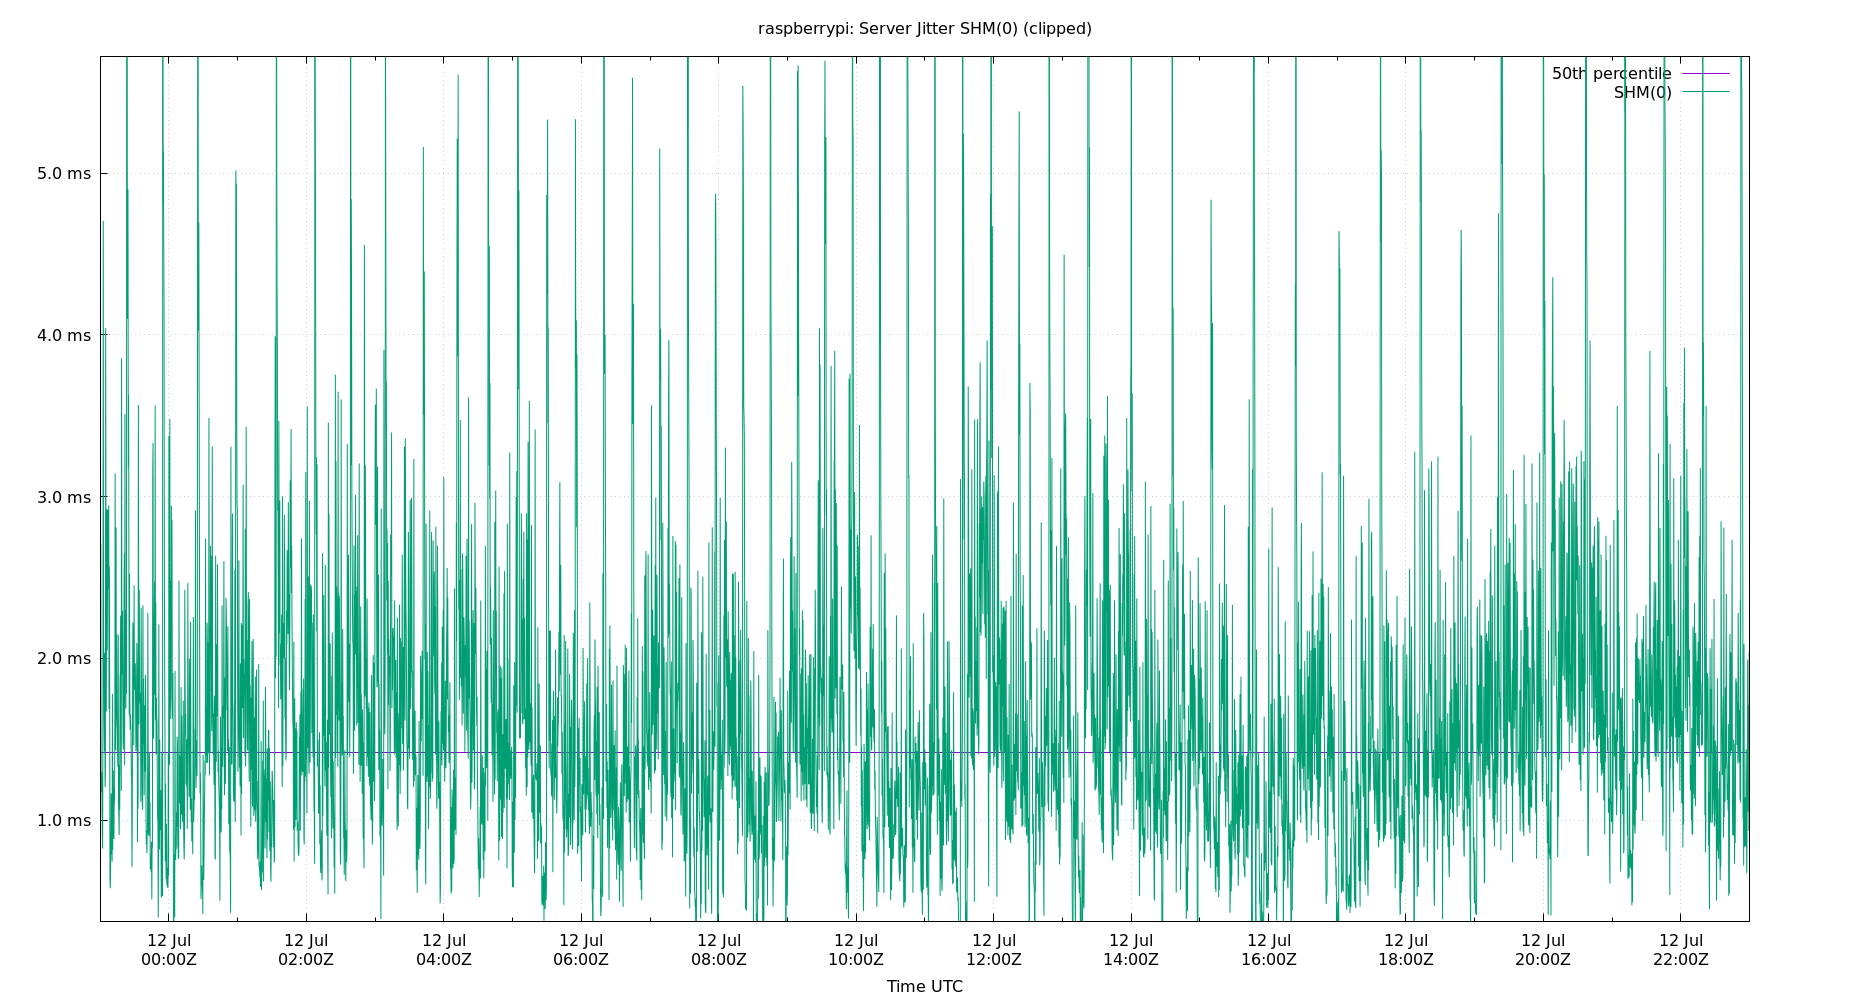 raspberrypi: Server Jitter SHM(0) (clipped)
50th percentile
SHM(0)
5.0 ms
4.0 ms
3.0 ms
2.0 ms
1.0 ms
12 Jul 12 Jul 12 Jul 12 Jul 12 Jul 12 Jul 12 Jul 12 Jul 12 Jul 12 Jul 12 Jul 12 Jul
00:00Z 02:00Z 04:00Z 06:00Z 08:00Z 10:00Z 12:00Z 14:00Z 16:00Z 18:00Z 20:00Z 22:00Z
Time UTC